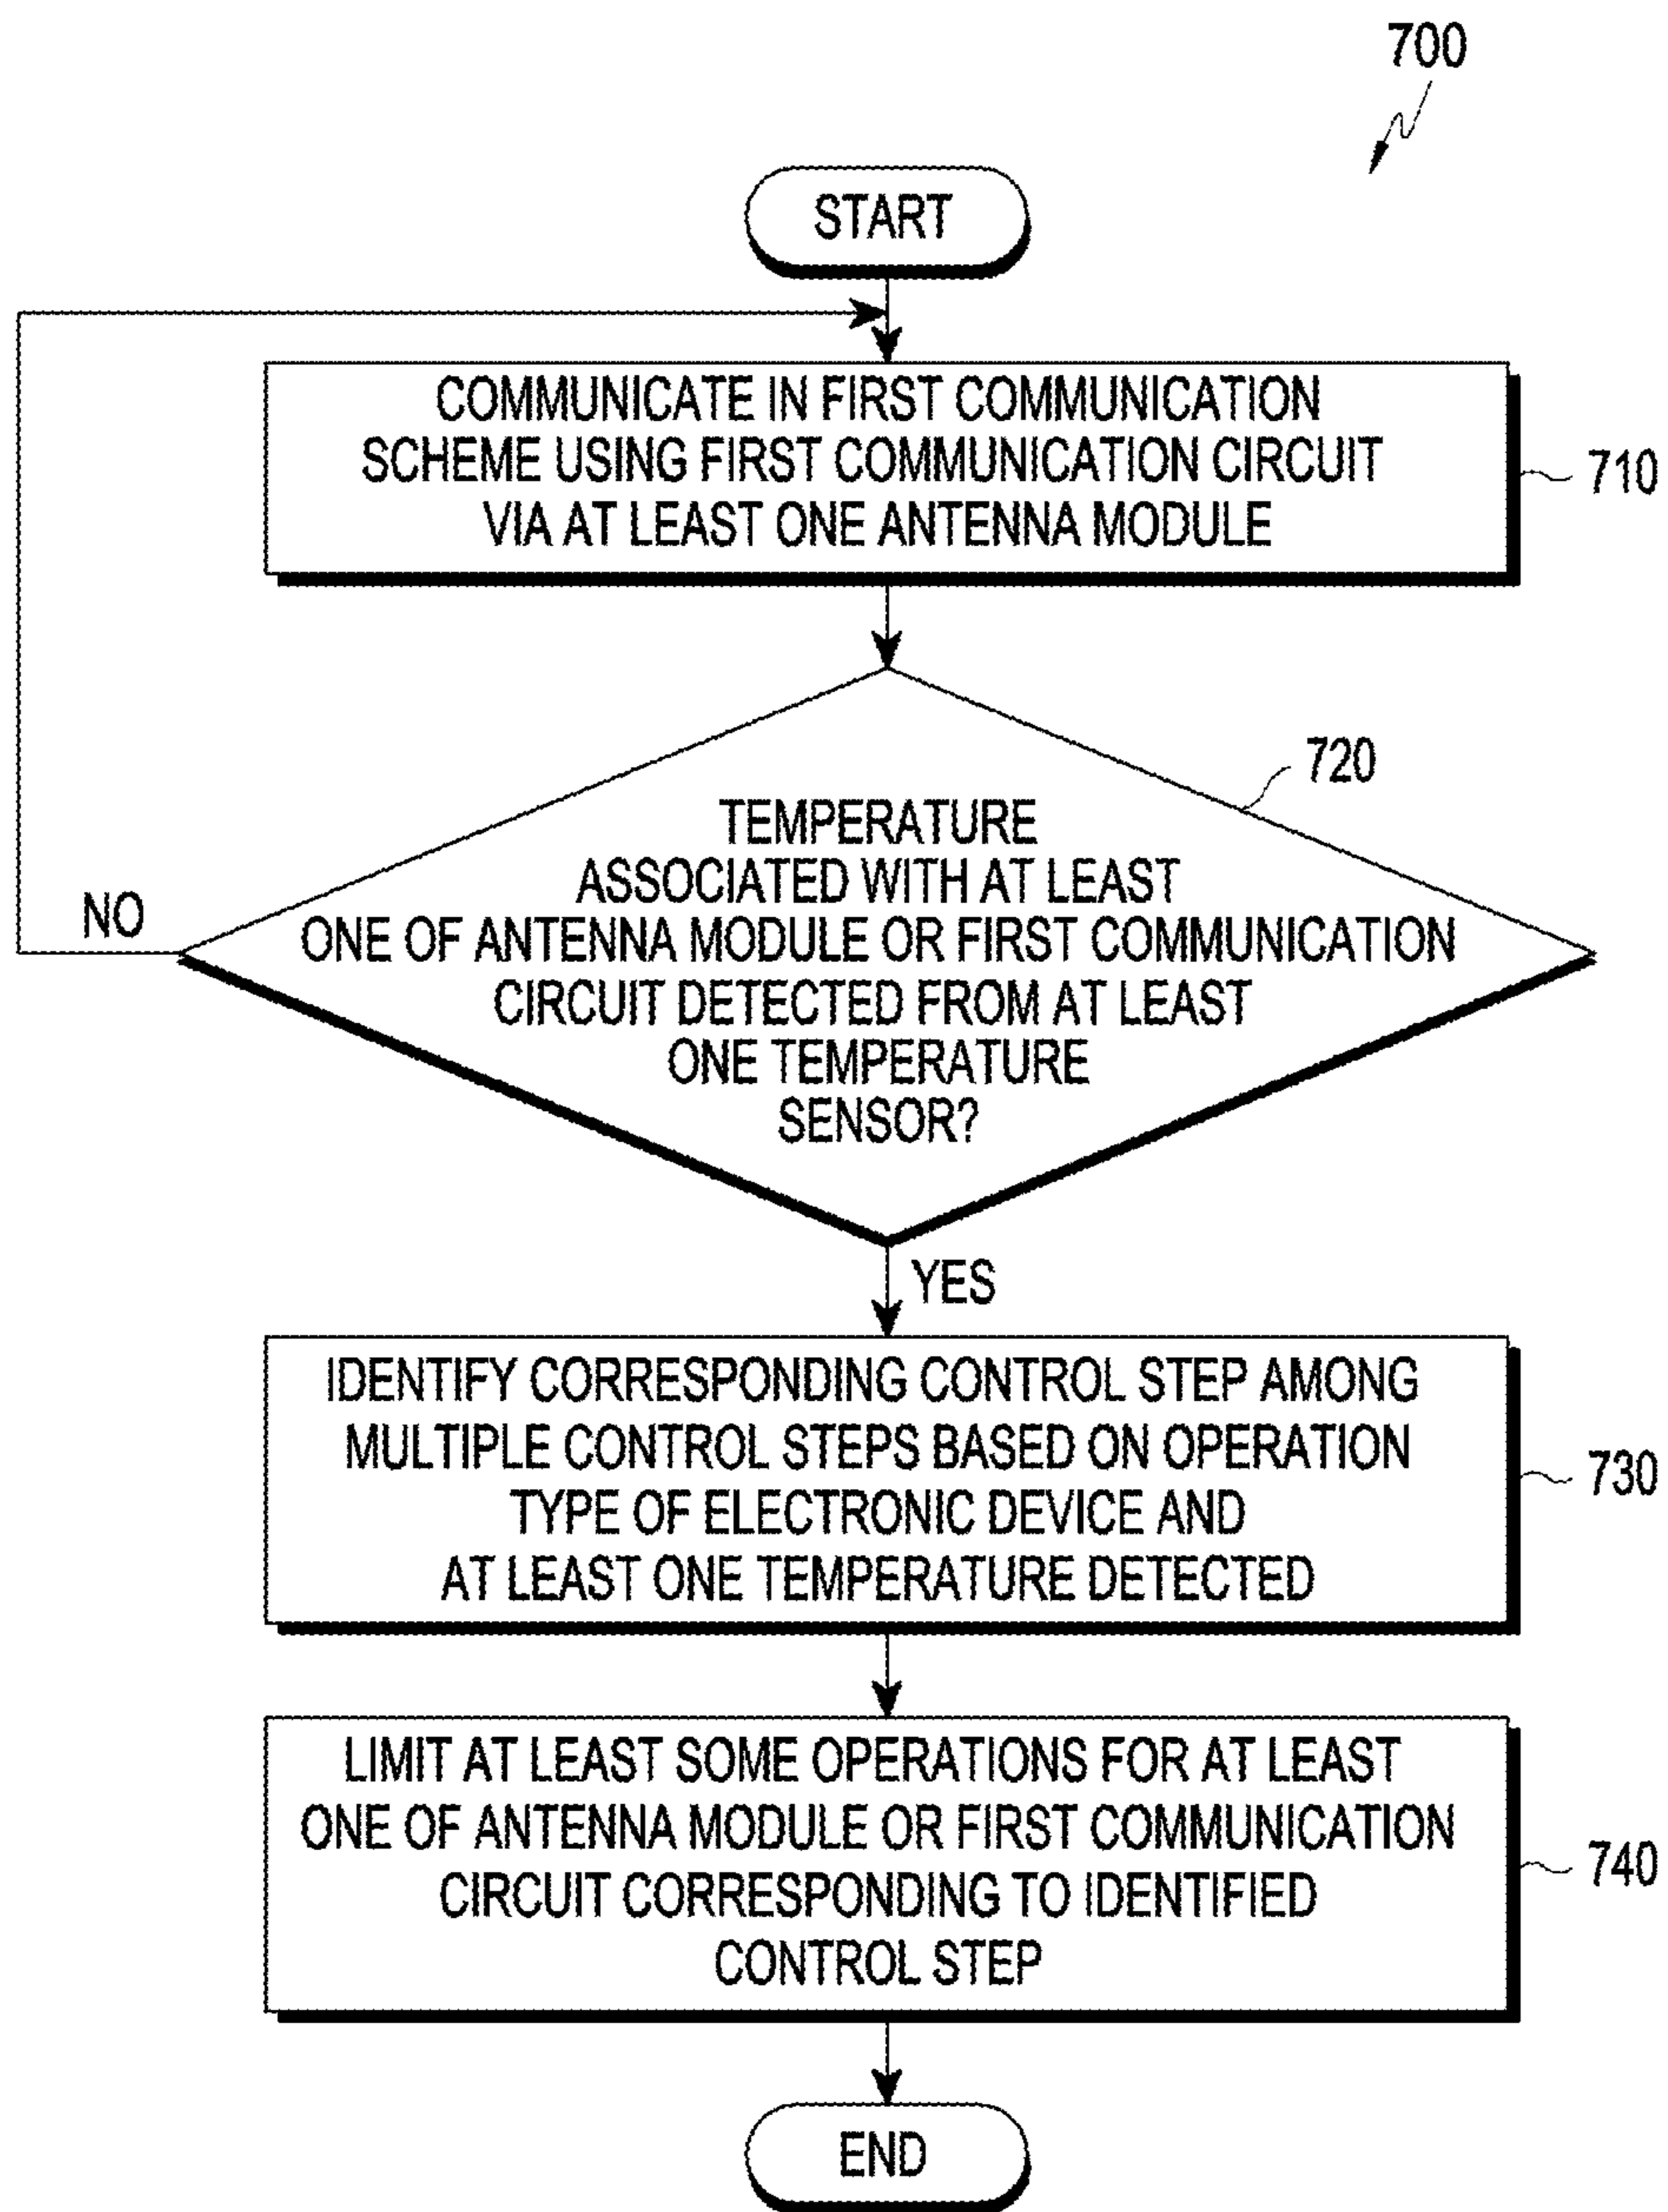 700
START
COMMUNICATE IN FIRST COMMUNICATION
SCHEME USING FIRST COMMUNICATION CIRCUIT
VIA AT LEAST ONE ANTENNA MODULE
710
720
TEMPERATURE
ASSOCIATED WITH AT LEAST
ONE OF ANTENNA MODULE OR FIRST COMMUNICATION
CIRCUIT DETECTED FROM AT LEAST
ONE TEMPERATURE
SENSOR?
NO
YES
IDENTIFY CORRESPONDING CONTROL STEP AMONG
MULTIPLE CONTROL STEPS BASED ON OPERATION
TYPE OF ELECTRONIC DEVICE AND
AT LEAST ONE TEMPERATURE DETECTED
730
LIMIT AT LEAST SOME OPERATIONS FOR AT LEAST
ONE OF ANTENNA MODULE OR FIRST COMMUNICATION
CIRCUIT CORRESPONDING TO IDENTIFIED
CONTROL STEP
740
END